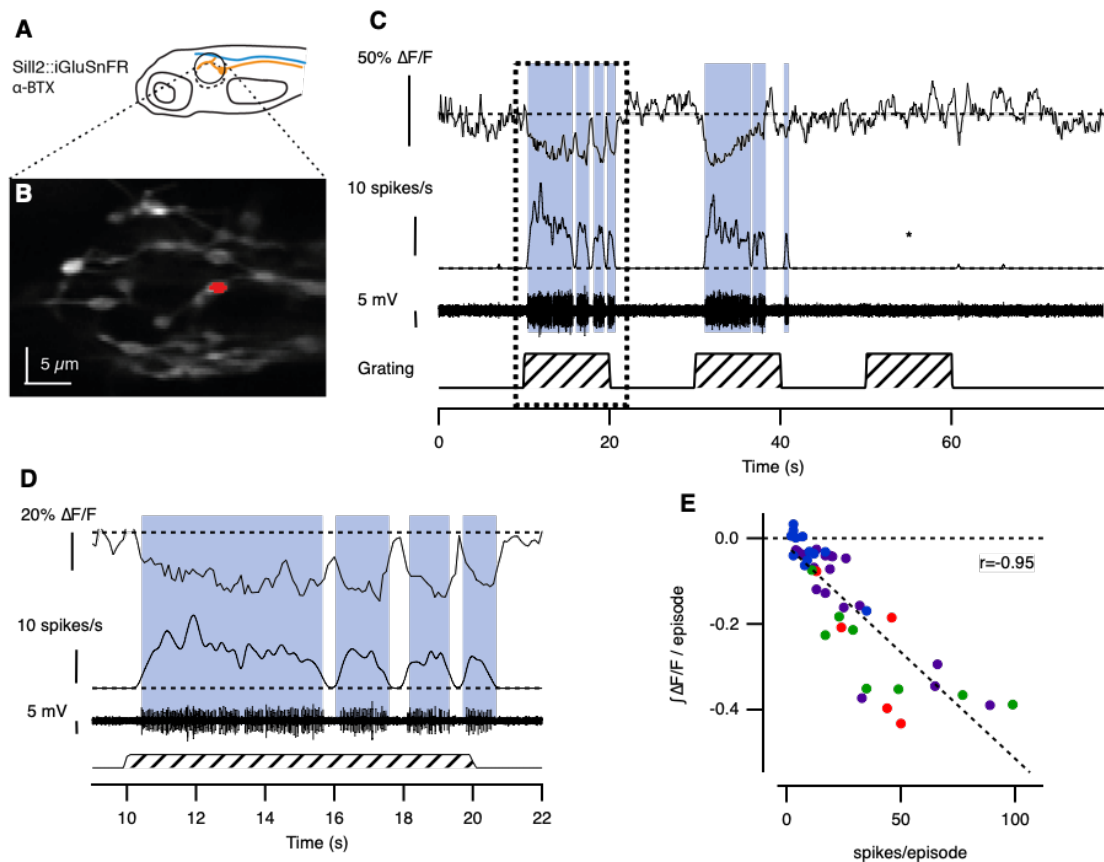 A
Sill2::iGluSnFR
α-BTX
B
5 µm
C
50% ΔF/F
10 spikes/s
*
5 mV
Grating
0 20 40 60
Time (s)
D
20% ΔF/F
10 spikes/s
5 mV
10 12 14 16 18 20 22
Time (s)
E
0.0
r=-0.95
-0.2
-0.4
∫ΔF/F / episode
0 50 100
spikes/episode